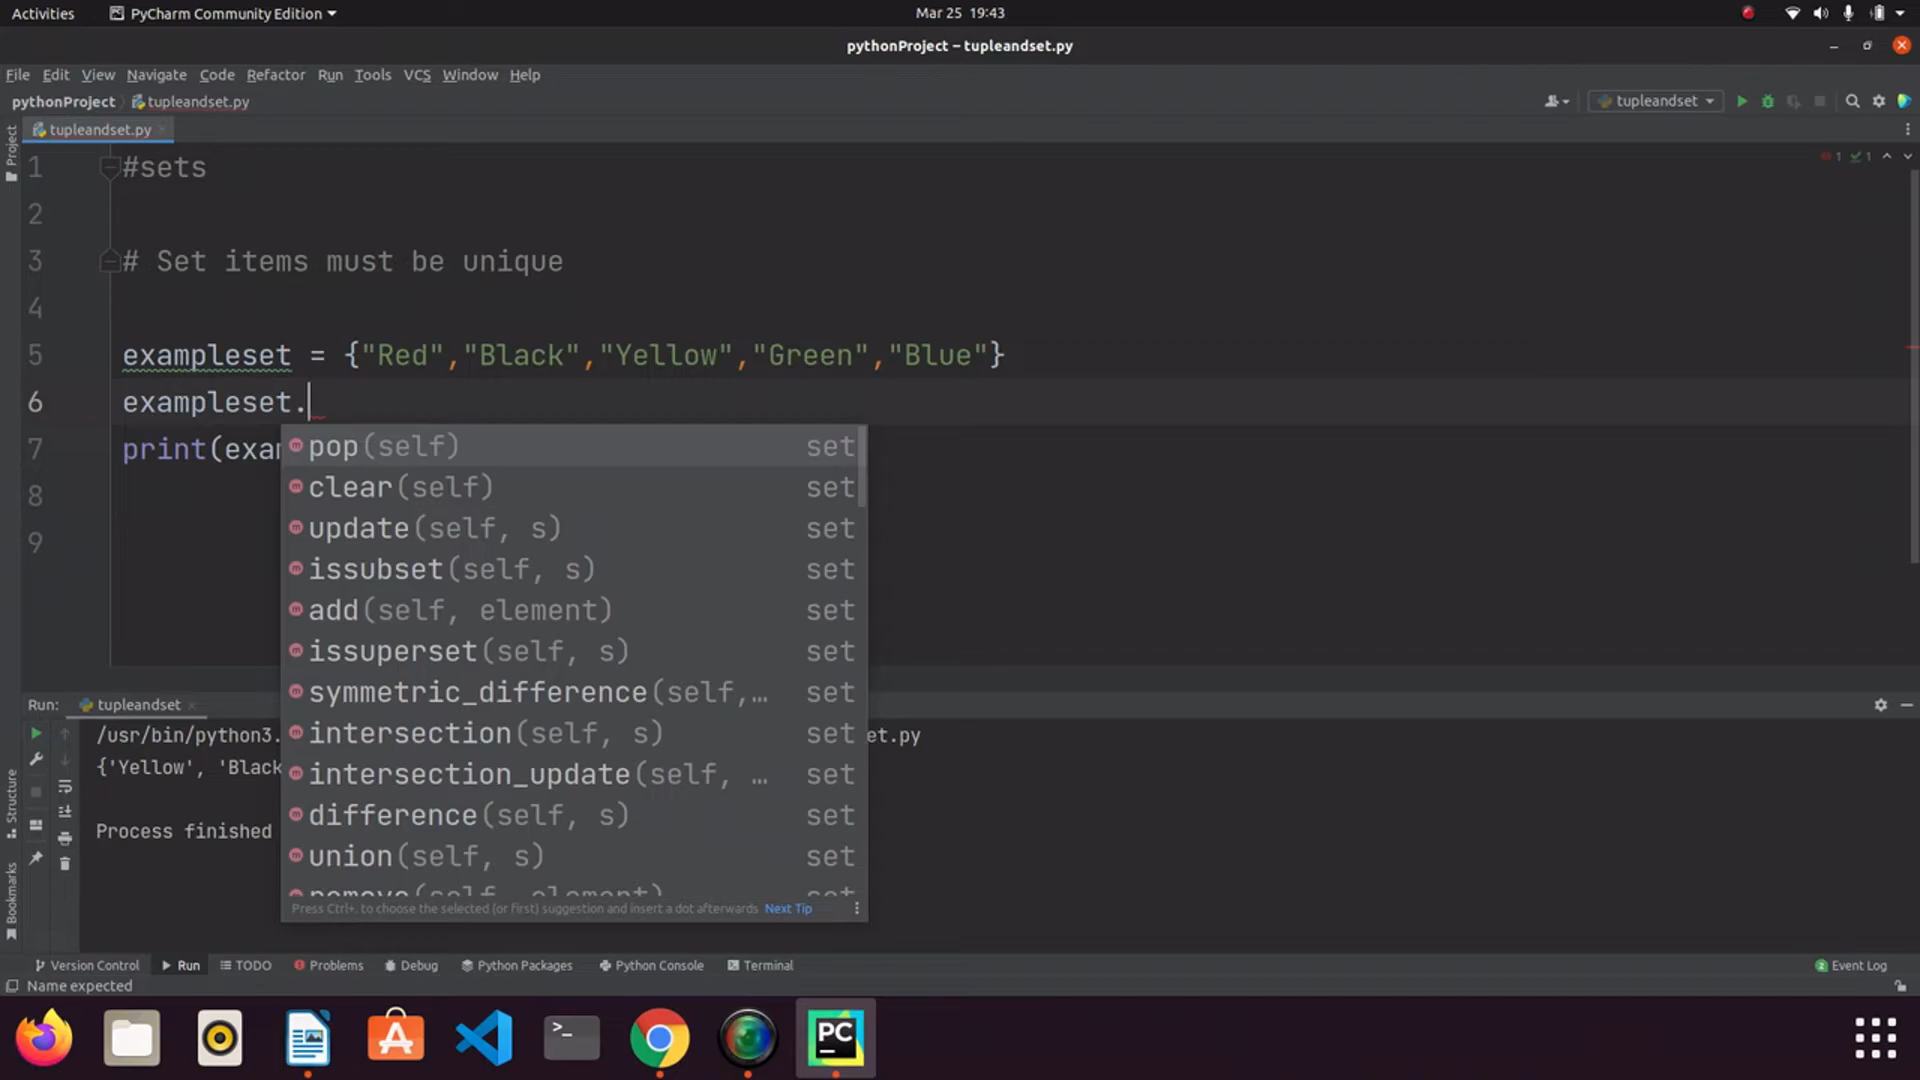 Activities PyCharm Community Edition Mar 25 19:43
pythonProject – tupleandset.py
File Edit View Navigate Code Refactor Run Tools VCS Window Help
pythonProject tupleandset.py tupleandset
tupleandset.py
Project
1 #sets 1 1
2
3 # Set items must be unique
4
5 exampleset = {"Red","Black","Yellow","Green","Blue"}
6 exampleset.
7 print(exam
8
9
pop(self) set
clear(self) set
update(self, s) set
issubset(self, s) set
add(self, element) set
issuperset(self, s) set
symmetric_difference(self,… set
intersection(self, s) set
intersection_update(self, … set
difference(self, s) set
union(self, s) set
remove(self, element) set
Press Ctrl+. to choose the selected (or first) suggestion and insert a dot afterwards Next Tip
Run: tupleandset
/usr/bin/python3. et.py
{'Yellow', 'Black
Process finished
Structure
Bookmarks
Version Control Run TODO Problems Debug Python Packages Python Console Terminal 2 Event Log
Name expected
>_
PC